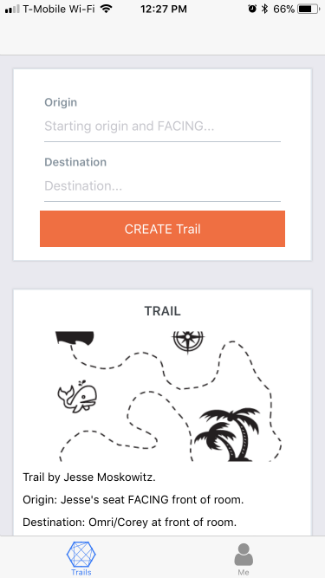 T-Mobile Wi-Fi 12:27 PM 66%
Origin
Starting origin and FACING...
Destination
Destination...
CREATE Trail
TRAIL
Trail by Jesse Moskowitz.
Origin: Jesse's seat FACING front of room.
Destination: Omri/Corey at front of room.
Trails Me